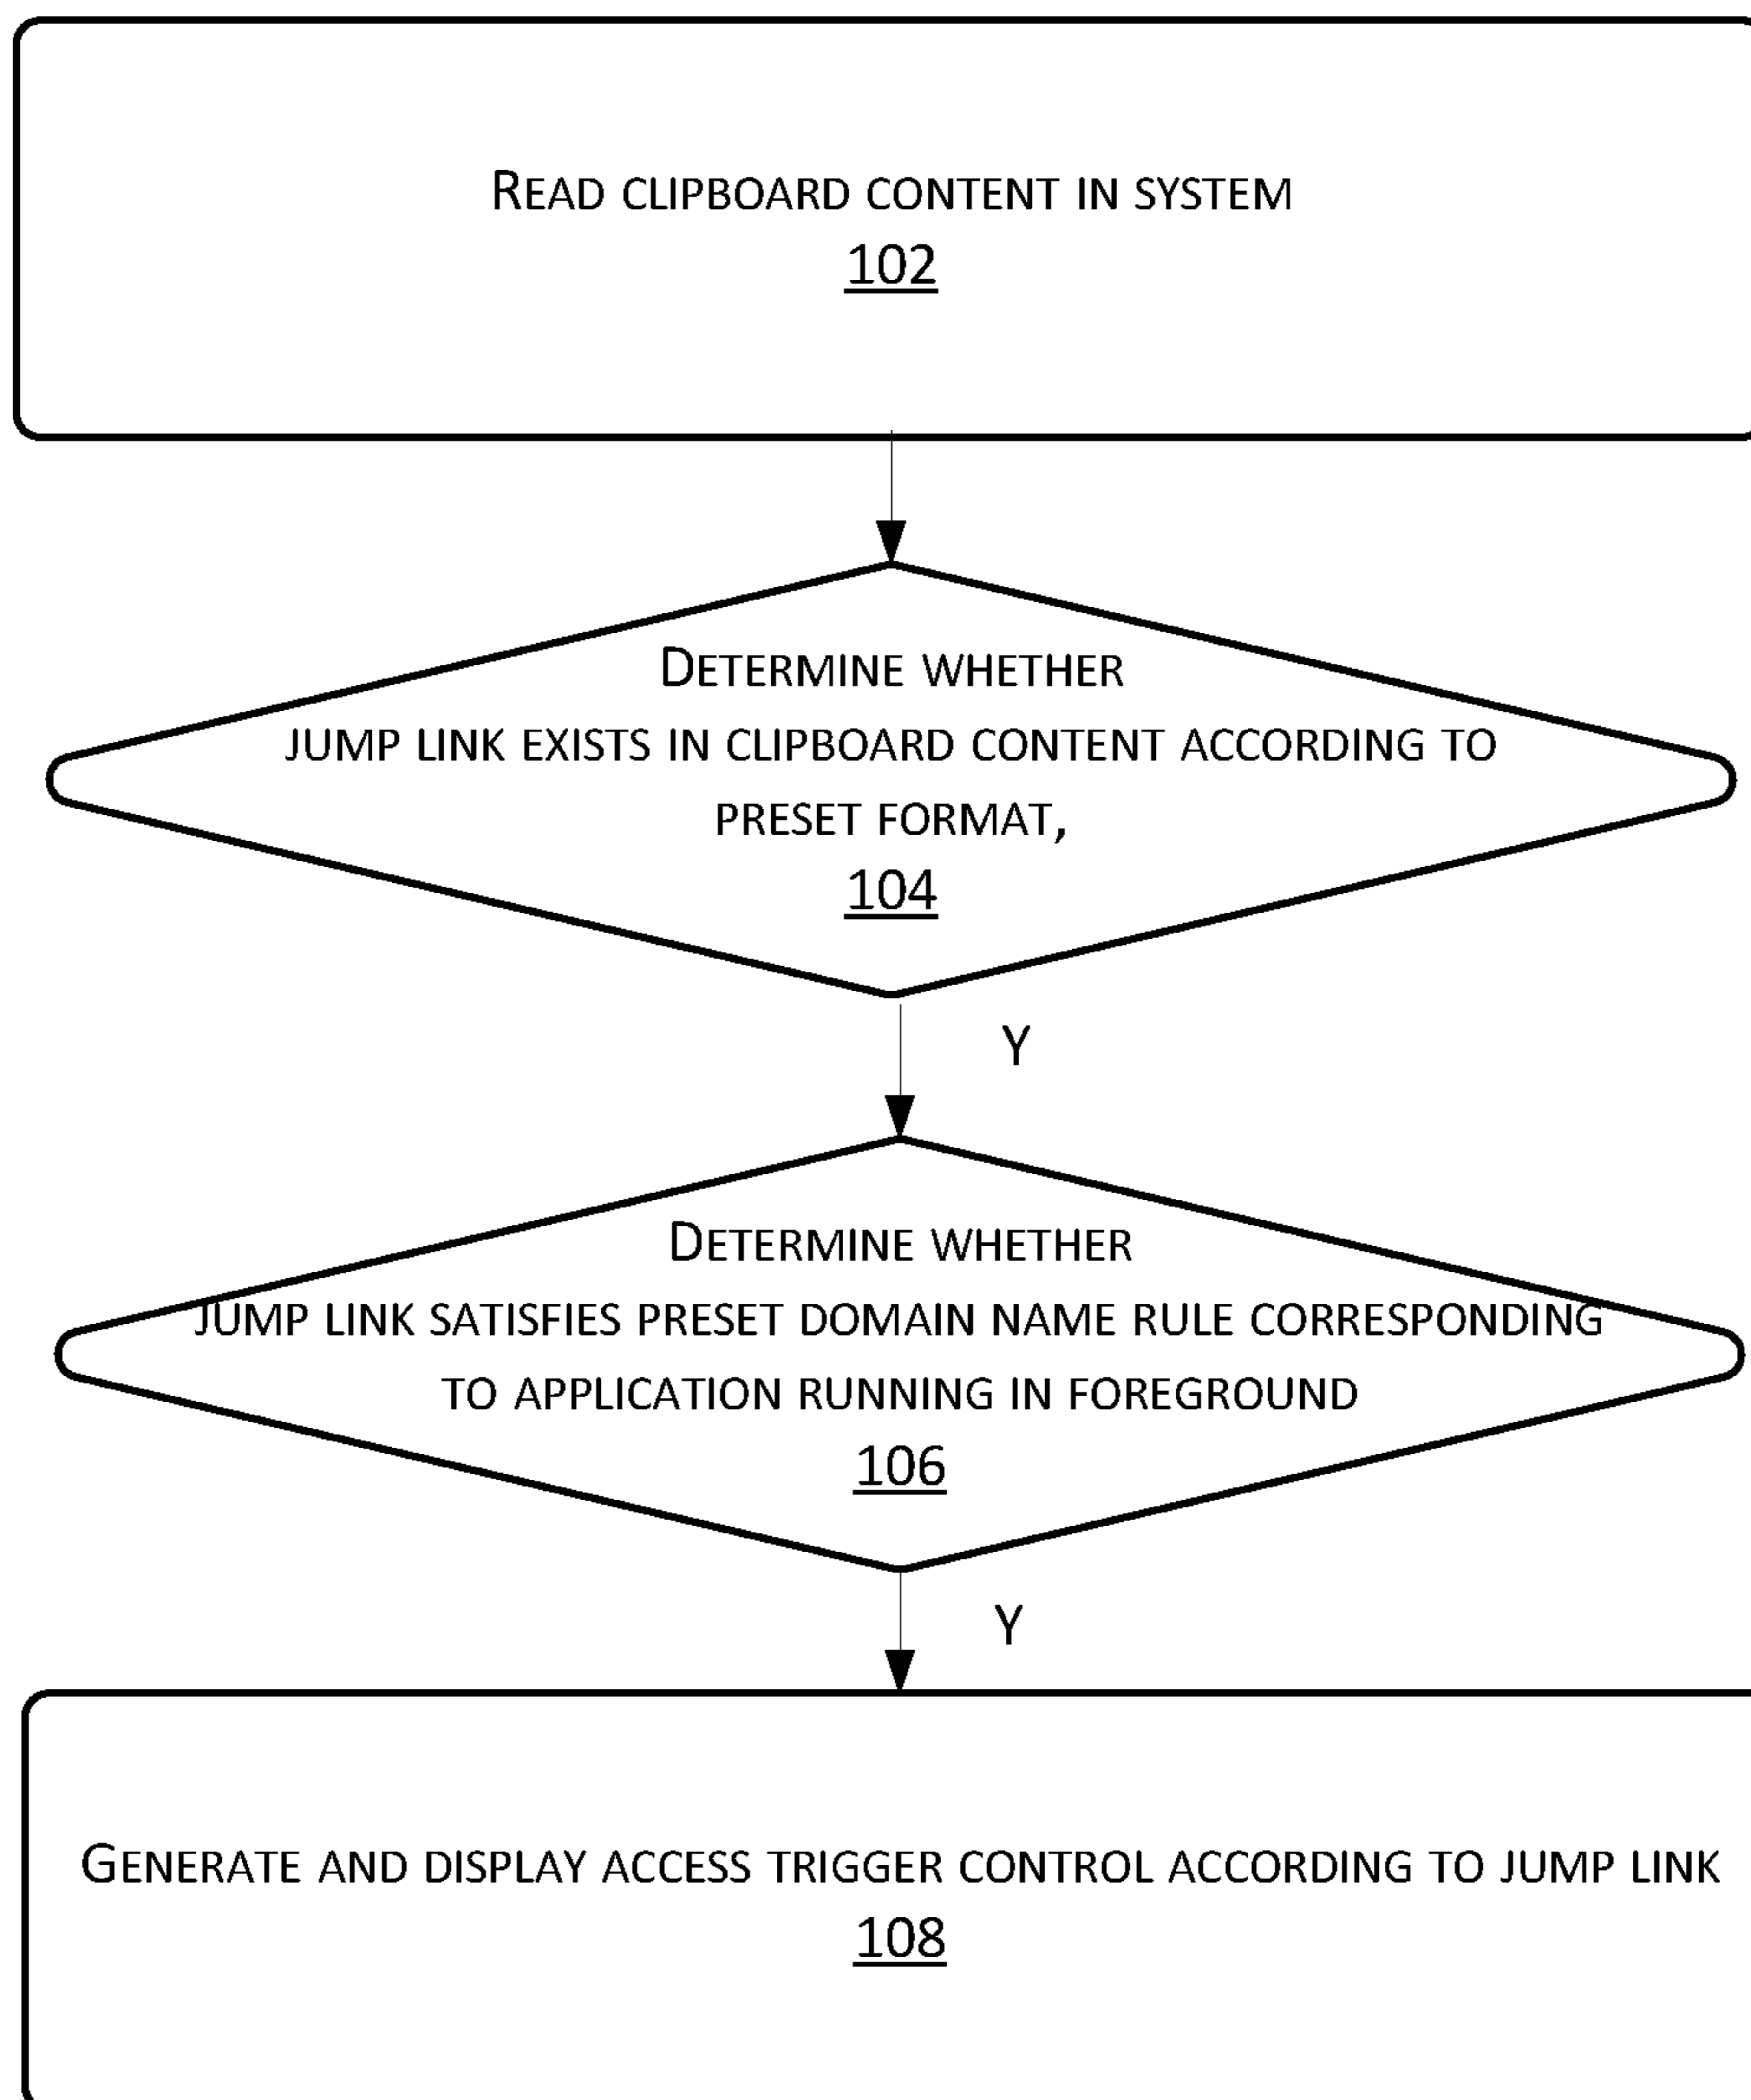 READ CLIPBOARD CONTENT IN SYSTEM
102
DETERMINE WHETHER
JUMP LINK EXISTS IN CLIPBOARD CONTENT ACCORDING TO
PRESET FORMAT,
104
Y
DETERMINE WHETHER
JUMP LINK SATISFIES PRESET DOMAIN NAME RULE CORRESPONDING
TO APPLICATION RUNNING IN FOREGROUND
106
Y
GENERATE AND DISPLAY ACCESS TRIGGER CONTROL ACCORDING TO JUMP LINK
108